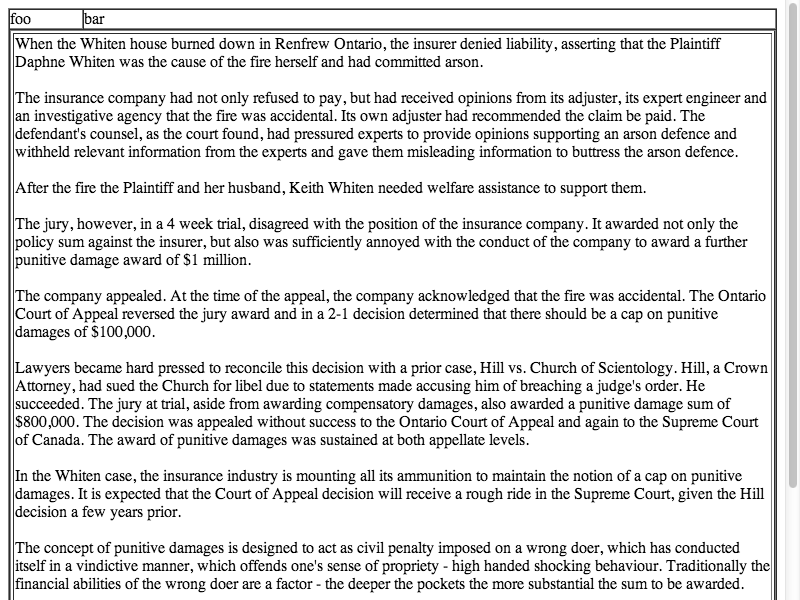 foo bar
When the Whiten house burned down in Renfrew Ontario, the insurer denied liability, asserting that the Plaintiff
Daphne Whiten was the cause of the fire herself and had committed arson.
The insurance company had not only refused to pay, but had received opinions from its adjuster, its expert engineer and
an investigative agency that the fire was accidental. Its own adjuster had recommended the claim be paid. The
defendant's counsel, as the court found, had pressured experts to provide opinions supporting an arson defence and
withheld relevant information from the experts and gave them misleading information to buttress the arson defence.
After the fire the Plaintiff and her husband, Keith Whiten needed welfare assistance to support them.
The jury, however, in a 4 week trial, disagreed with the position of the insurance company. It awarded not only the
policy sum against the insurer, but also was sufficiently annoyed with the conduct of the company to award a further
punitive damage award of $1 million.
The company appealed. At the time of the appeal, the company acknowledged that the fire was accidental. The Ontario
Court of Appeal reversed the jury award and in a 2-1 decision determined that there should be a cap on punitive
damages of $100,000.
Lawyers became hard pressed to reconcile this decision with a prior case, Hill vs. Church of Scientology. Hill, a Crown
Attorney, had sued the Church for libel due to statements made accusing him of breaching a judge's order. He
succeeded. The jury at trial, aside from awarding compensatory damages, also awarded a punitive damage sum of
$800,000. The decision was appealed without success to the Ontario Court of Appeal and again to the Supreme Court
of Canada. The award of punitive damages was sustained at both appellate levels.
In the Whiten case, the insurance industry is mounting all its ammunition to maintain the notion of a cap on punitive
damages. It is expected that the Court of Appeal decision will receive a rough ride in the Supreme Court, given the Hill
decision a few years prior.
The concept of punitive damages is designed to act as civil penalty imposed on a wrong doer, which has conducted
itself in a vindictive manner, which offends one's sense of propriety - high handed shocking behaviour. Traditionally the
financial abilities of the wrong doer are a factor - the deeper the pockets the more substantial the sum to be awarded.